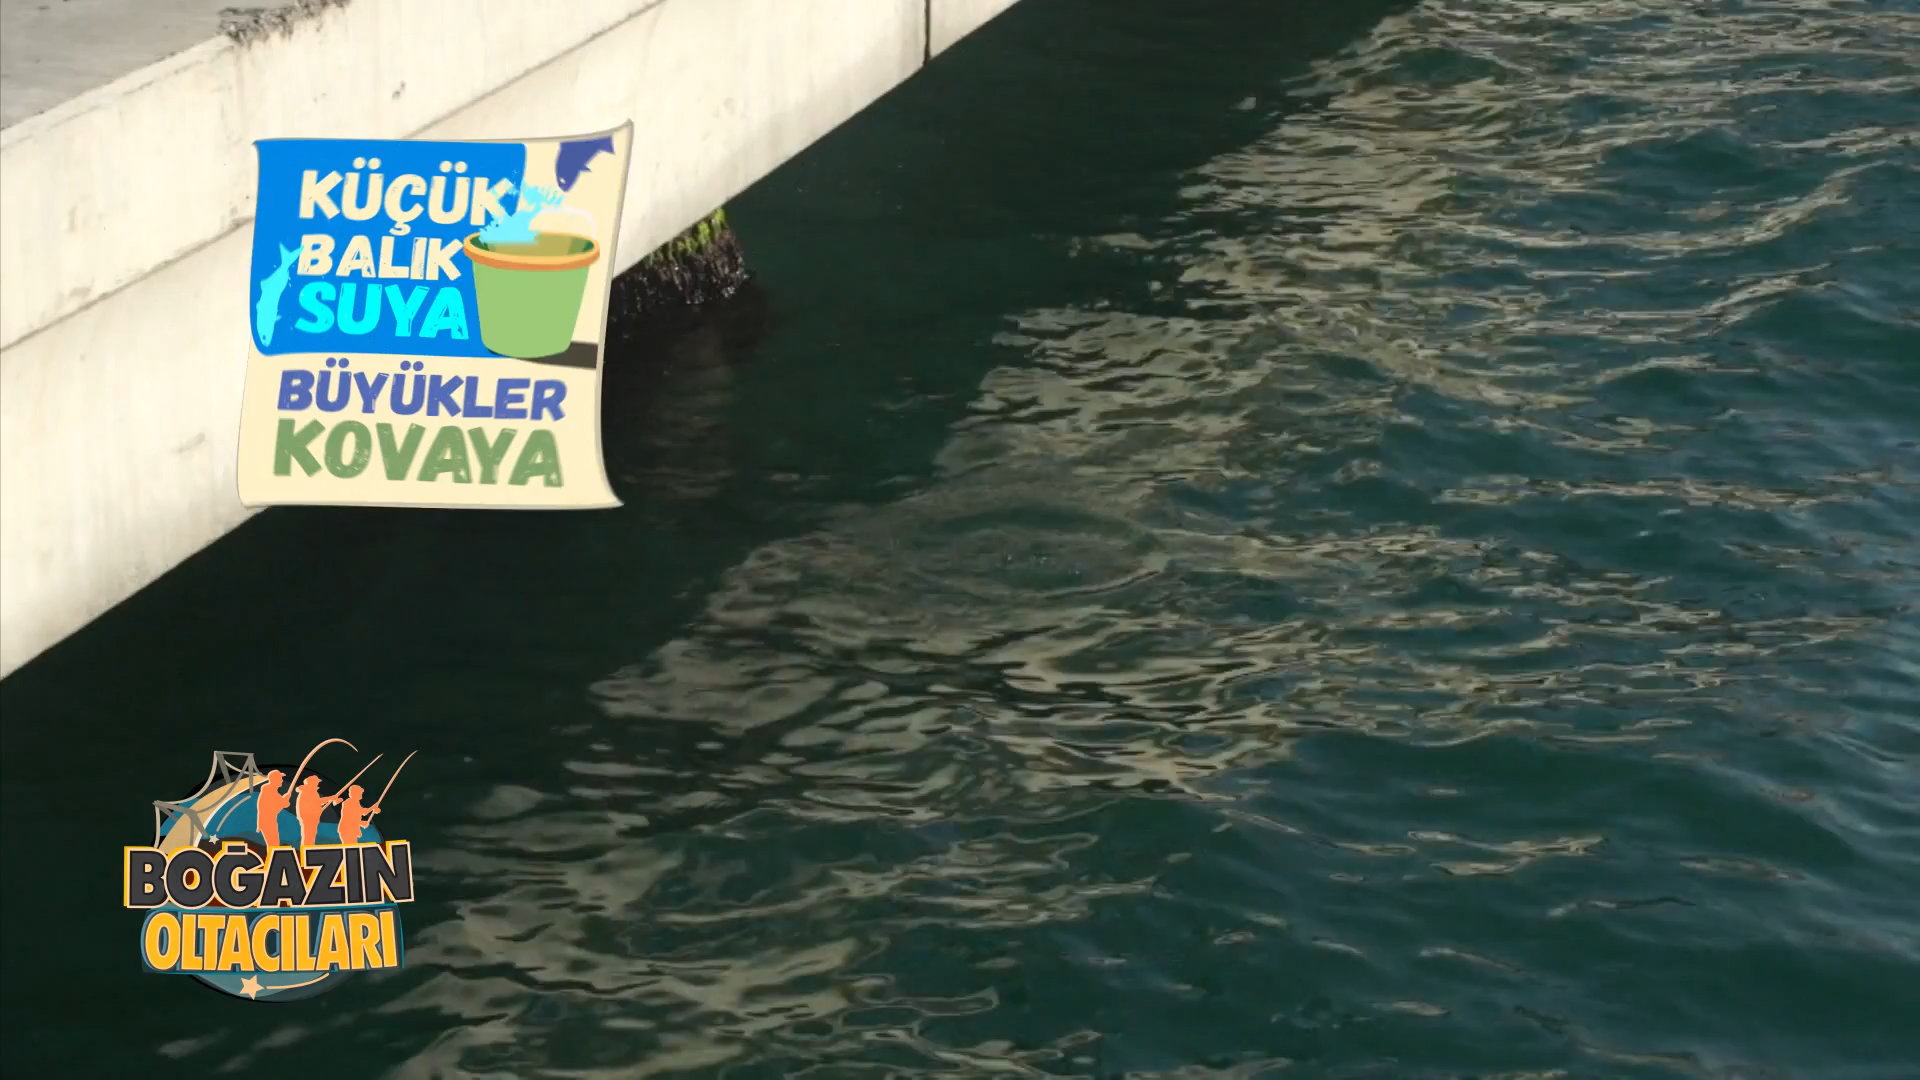 KÜÇÜK
BALIK
SUYA
BÜYÜKLER
KOVAYA
BOĞAZIN
OLTACILARI